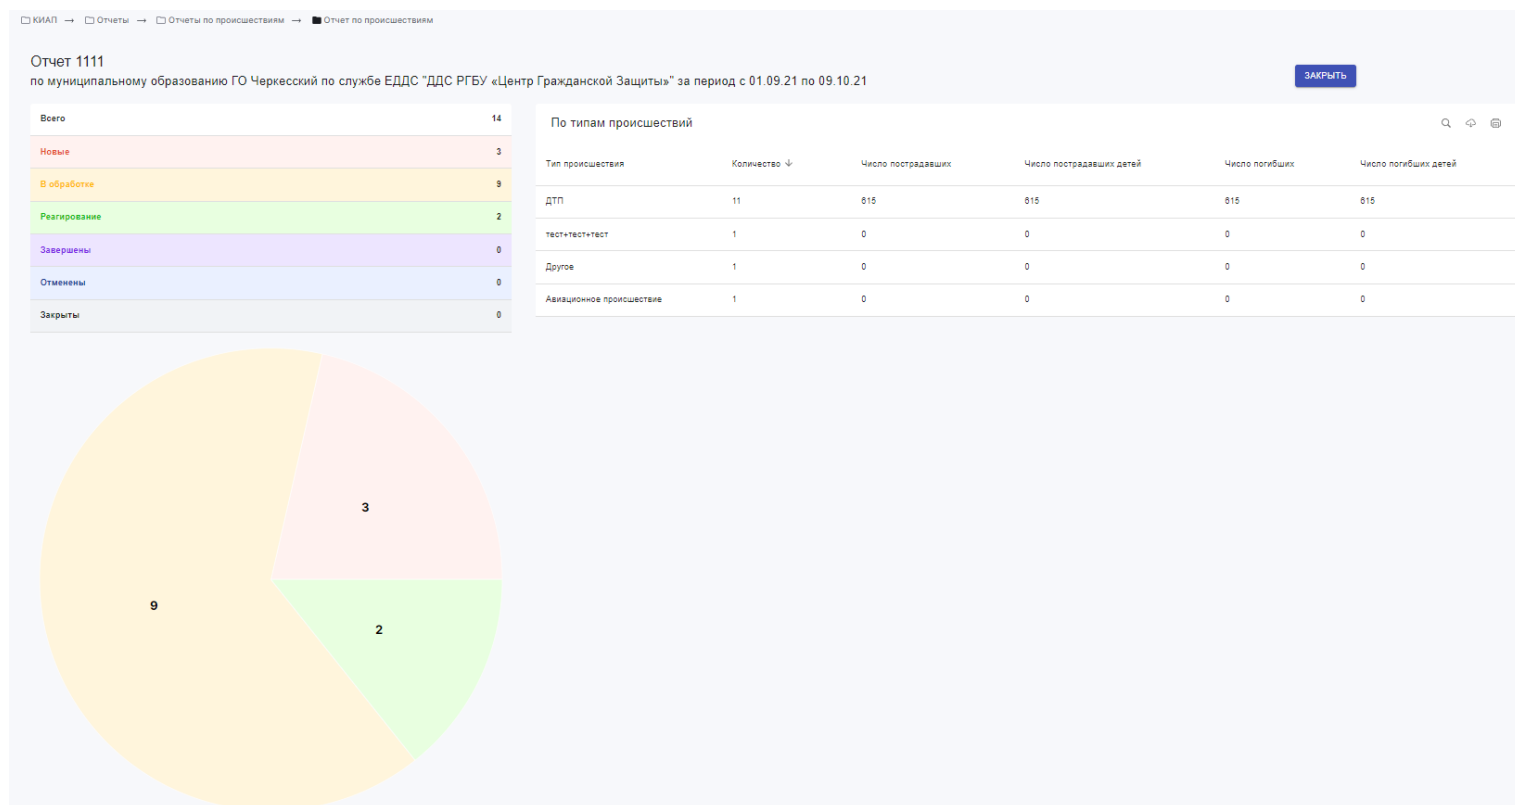 КИАП → Отчеты → Отчеты по происшествиям → Отчет по происшествиям
Отчет 1111
по муниципальному образованию ГО Черкесский по службе ЕДДС "ДДС РГБУ «Центр Гражданской Защиты»" за период с 01.09.21 по 09.10.21
ЗАКРЫТЬ
Всего 14
Новые 3
В обработке 9
Реагирование 2
Завершены 0
Отменены 0
Закрыты 0
По типам происшествий
Тип происшествия Количество Число пострадавших Число пострадавших детей Число погибших Число погибших детей
ДТП 11 615 615 615 615
тест+тест+тест 1 0 0 0 0
Другое 1 0 0 0 0
Авиационное происшествие 1 0 0 0 0
3
9
2